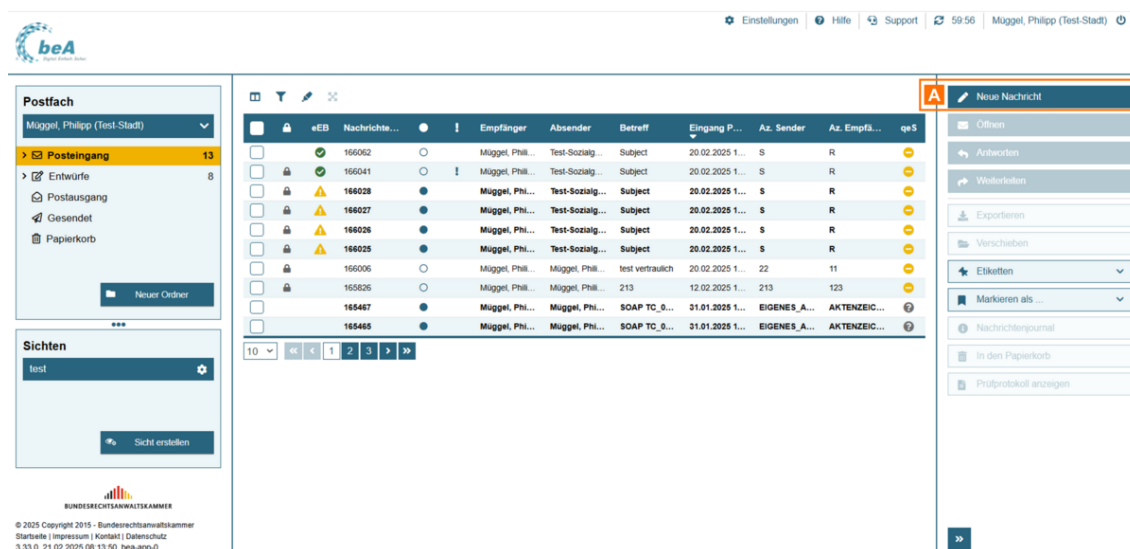 Einstellungen Hilfe Support 59:56 Müggel, Philipp (Test-Stadt)
beA
Digital. Einfach. Sicher.
Postfach
Müggel, Philipp (Test-Stadt)
Posteingang 13
Entwürfe 8
Postausgang
Gesendet
Papierkorb
Neuer Ordner
Sichten
test
Sicht erstellen
BUNDESRECHTSANWALTSKAMMER
© 2025 Copyright 2015 - Bundesrechtsanwaltskammer
Startseite | Impressum | Kontakt | Datenschutz
3.33.0, 21.02.2025 08:13:50, bea-app-0
eEB Nachrichte... ! Empfänger Absender Betreff Eingang P... Az. Sender Az. Empfä... qeS
166062 Müggel, Phili... Test-Sozialg... Subject 20.02.2025 1... S R
166041 ! Müggel, Phili... Test-Sozialg... Subject 20.02.2025 1... S R
166028 Müggel, Phi... Test-Sozialg... Subject 20.02.2025 1... S R
166027 Müggel, Phi... Test-Sozialg... Subject 20.02.2025 1... S R
166026 Müggel, Phi... Test-Sozialg... Subject 20.02.2025 1... S R
166025 Müggel, Phi... Test-Sozialg... Subject 20.02.2025 1... S R
166006 Müggel, Phili... Müggel, Phili... test vertraulich 20.02.2025 1... 22 11
165826 Müggel, Phili... Müggel, Phili... 213 12.02.2025 1... 213 123
165467 Müggel, Phi... Müggel, Phi... SOAP TC_0... 31.01.2025 1... EIGENES_A... AKTENZEIC...
165465 Müggel, Phi... Müggel, Phi... SOAP TC_0... 31.01.2025 1... EIGENES_A... AKTENZEIC...
10 « ‹ 1 2 3 › »
A Neue Nachricht
Öffnen
Antworten
Weiterleiten
Exportieren
Verschieben
Etiketten
Markieren als ...
Nachrichtenjournal
In den Papierkorb
Prüfprotokoll anzeigen
»